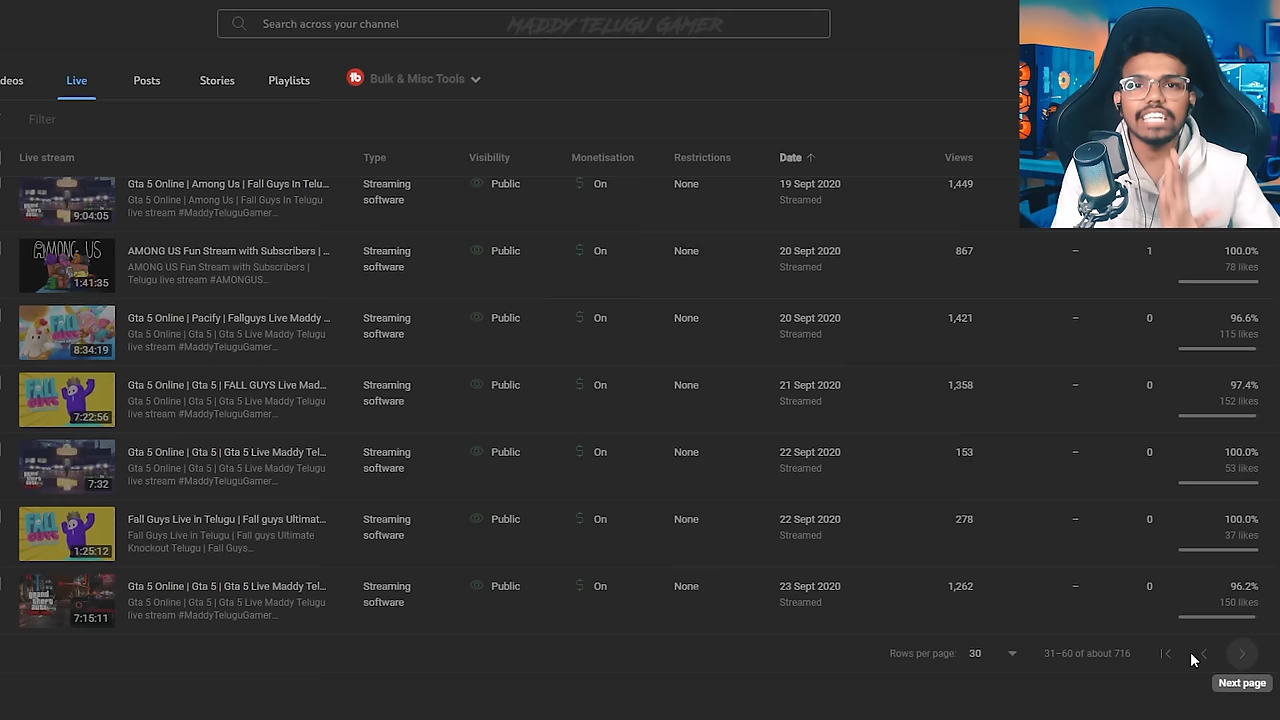 Search across your channel
MADDY TELUGU GAMER
deos
Live
Posts
Stories
Playlists
Bulk & Misc Tools
Filter
Live stream
Type
Visibility
Monetisation
Restrictions
Date
Views
Gta 5 Online | Among Us | Fall Guys In Telu...
Gta 5 Online | Among Us | Fall Guys In Telugu
live stream #MaddyTeluguGamer...
9:04:05
Streaming
software
Public
On
None
19 Sept 2020
Streamed
1,449
AMONG US
1:41:35
AMONG US Fun Stream with Subscribers | ...
AMONG US Fun Stream with Subscribers |
Telugu live stream #AMONGUS...
Streaming
software
Public
On
None
20 Sept 2020
Streamed
867
–
1
100.0%
78 likes
FALL
8:34:19
Gta 5 Online | Pacify | Fallguys Live Maddy ...
Gta 5 Online | Gta 5 | Gta 5 Live Maddy Telugu
live stream #MaddyTeluguGamer...
Streaming
software
Public
On
None
20 Sept 2020
Streamed
1,421
–
0
96.6%
115 likes
FALL
7:22:56
Gta 5 Online | Gta 5 | FALL GUYS Live Mad...
Gta 5 Online | Gta 5 | Gta 5 Live Maddy Telugu
live stream #MaddyTeluguGamer...
Streaming
software
Public
On
None
21 Sept 2020
Streamed
1,358
–
0
97.4%
152 likes
7:32
Gta 5 Online | Gta 5 | Gta 5 Live Maddy Tel...
Gta 5 Online | Gta 5 | Gta 5 Live Maddy Telugu
live stream #MaddyTeluguGamer...
Streaming
software
Public
On
None
22 Sept 2020
Streamed
153
–
0
100.0%
53 likes
FALL
1:25:12
Fall Guys Live in Telugu | Fall guys Ultimat...
Fall Guys Live in Telugu | Fall guys Ultimate
Knockout Telugu | Fall Guys...
Streaming
software
Public
On
None
22 Sept 2020
Streamed
278
–
0
100.0%
37 likes
7:15:11
Gta 5 Online | Gta 5 | Gta 5 Live Maddy Tel...
Gta 5 Online | Gta 5 | Gta 5 Live Maddy Telugu
live stream #MaddyTeluguGamer...
Streaming
software
Public
On
None
23 Sept 2020
Streamed
1,262
–
0
96.2%
150 likes
Rows per page:
30
31–60 of about 716
Next page